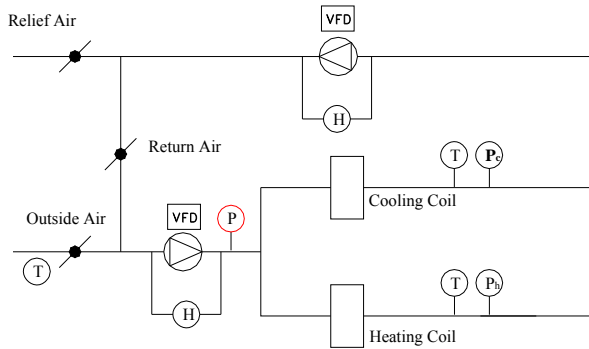 Relief Air
VFD
H
Return Air
T
Pc
Cooling Coil
Outside Air
VFD
P
T
H
T
Ph
Heating Coil